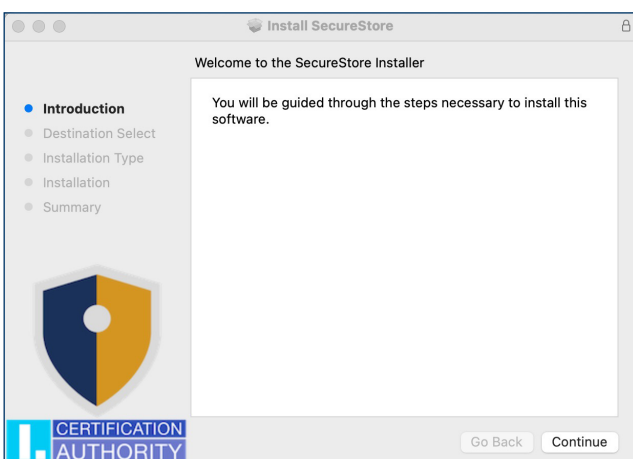 Install SecureStore
Welcome to the SecureStore Installer
Introduction
Destination Select
Installation Type
Installation
Summary
You will be guided through the steps necessary to install this
software.
CERTIFICATION
AUTHORITY
Go Back
Continue